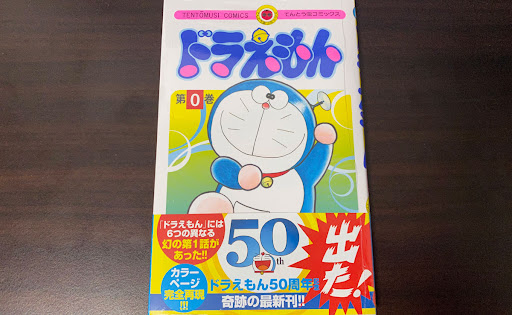 TENTOMUSI COMICS てんとう虫コミックス
ドラえもん
第0巻
「ドラえもん」には
6つの異なる
幻の第1話が
あった!!
カラー
ページ
完全再現
50th
ドラえもん50周年
奇跡の最新刊!!
出た!